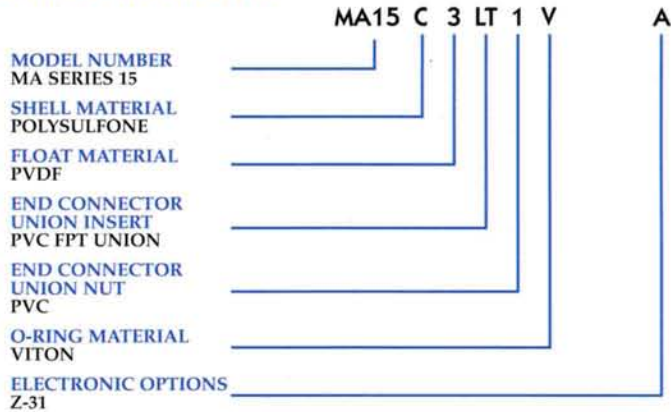 MA15 C 3 LT 1 V A
MODEL NUMBER
MA SERIES 15
SHELL MATERIAL
POLYSULFONE
FLOAT MATERIAL
PVDF
END CONNECTOR
UNION INSERT
PVC FPT UNION
END CONNECTOR
UNION NUT
PVC
O-RING MATERIAL
VITON
ELECTRONIC OPTIONS
Z-31